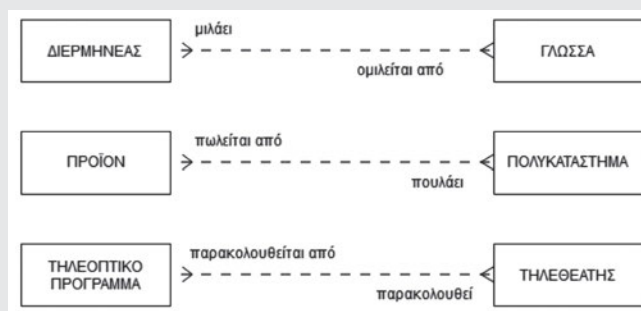 μιλάει
ΔΙΕΡΜΗΝΕΑΣ
ΓΛΩΣΣΑ
ομιλείται από
πωλείται από
ΠΡΟΪΟΝ
ΠΟΛΥΚΑΤΑΣΤΗΜΑ
πουλάει
παρακολουθείται από
ΤΗΛΕΟΠΤΙΚΟ
ΠΡΟΓΡΑΜΜΑ
ΤΗΛΕΘΕΑΤΗΣ
παρακολουθεί